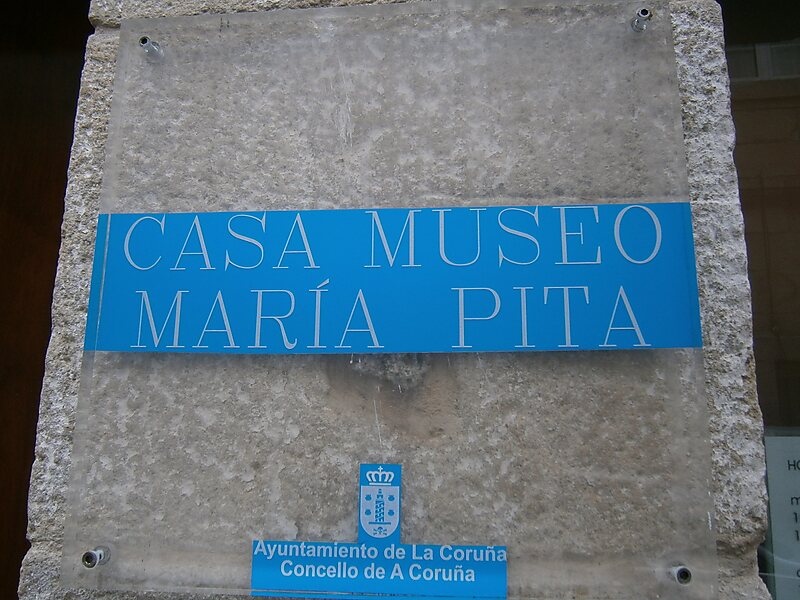 CASA MUSEO
MARÍA PITA
Ayuntamiento de La Coruña
Concello de A Coruña